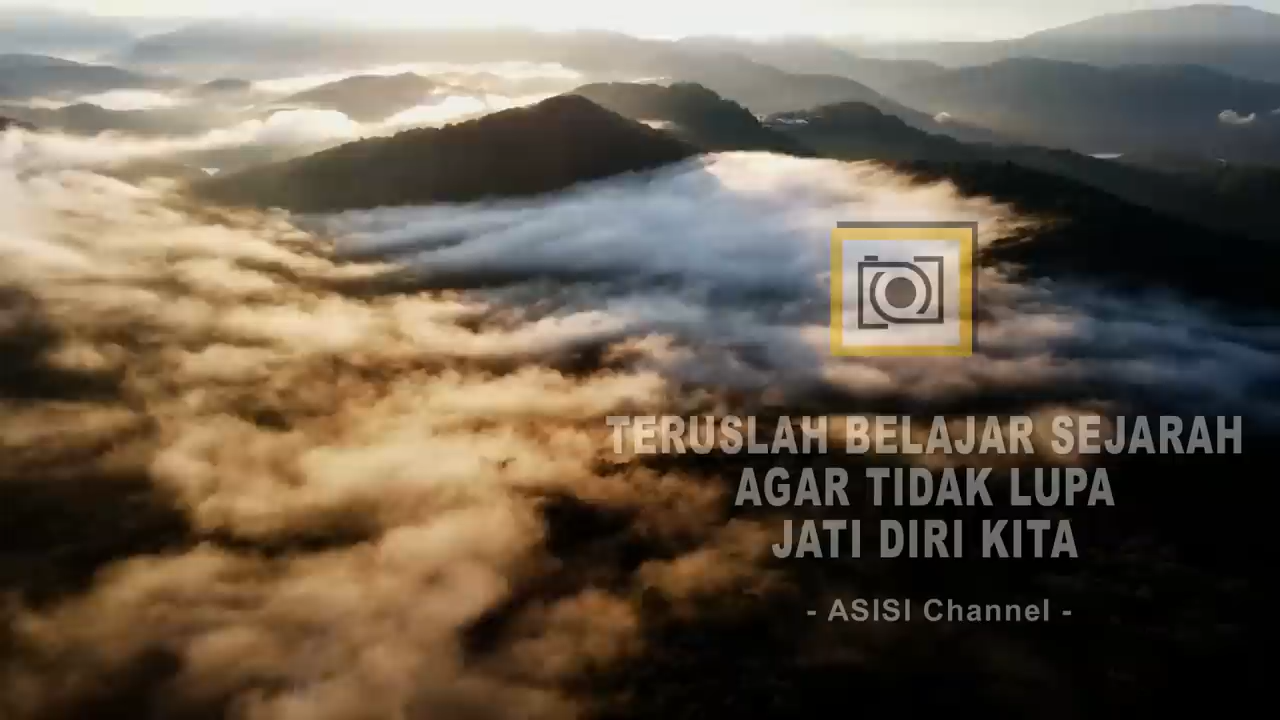 TERUSLAH BELAJAR SEJARAH
AGAR TIDAK LUPA
JATI DIRI KITA
- ASISI Channel -